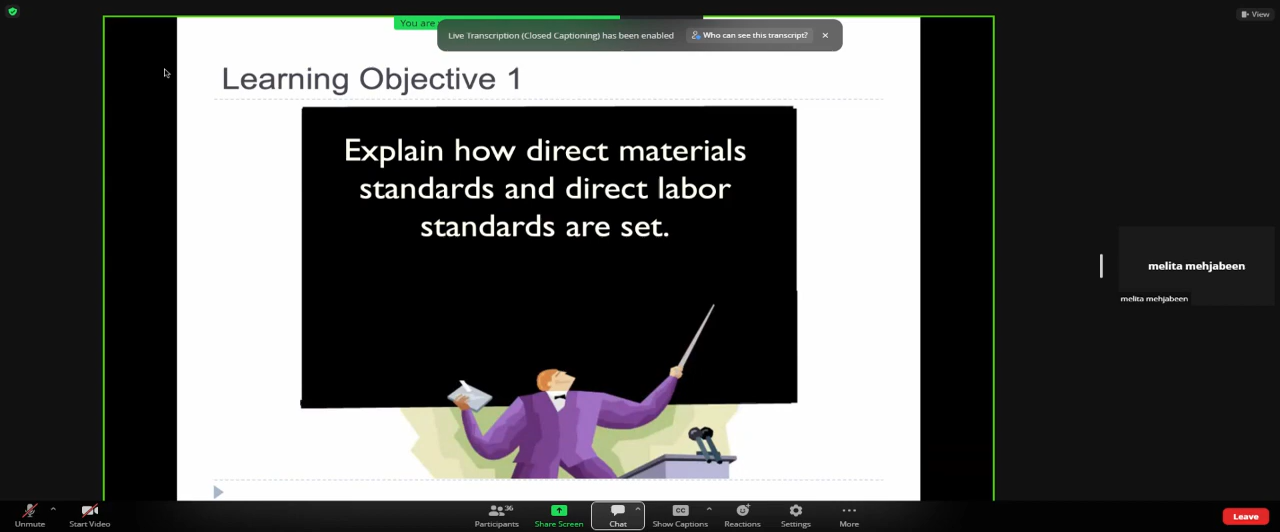 View
You are
Live Transcription (Closed Captioning) has been enabled
Who can see this transcript?
Learning Objective 1
Explain how direct materials
standards and direct labor
standards are set.
melita mehjabeen
melita mehjabeen
Unmute
Start Video
36
Participants
Share Screen
Chat
CC
Show Captions
Reactions
Settings
More
Leave